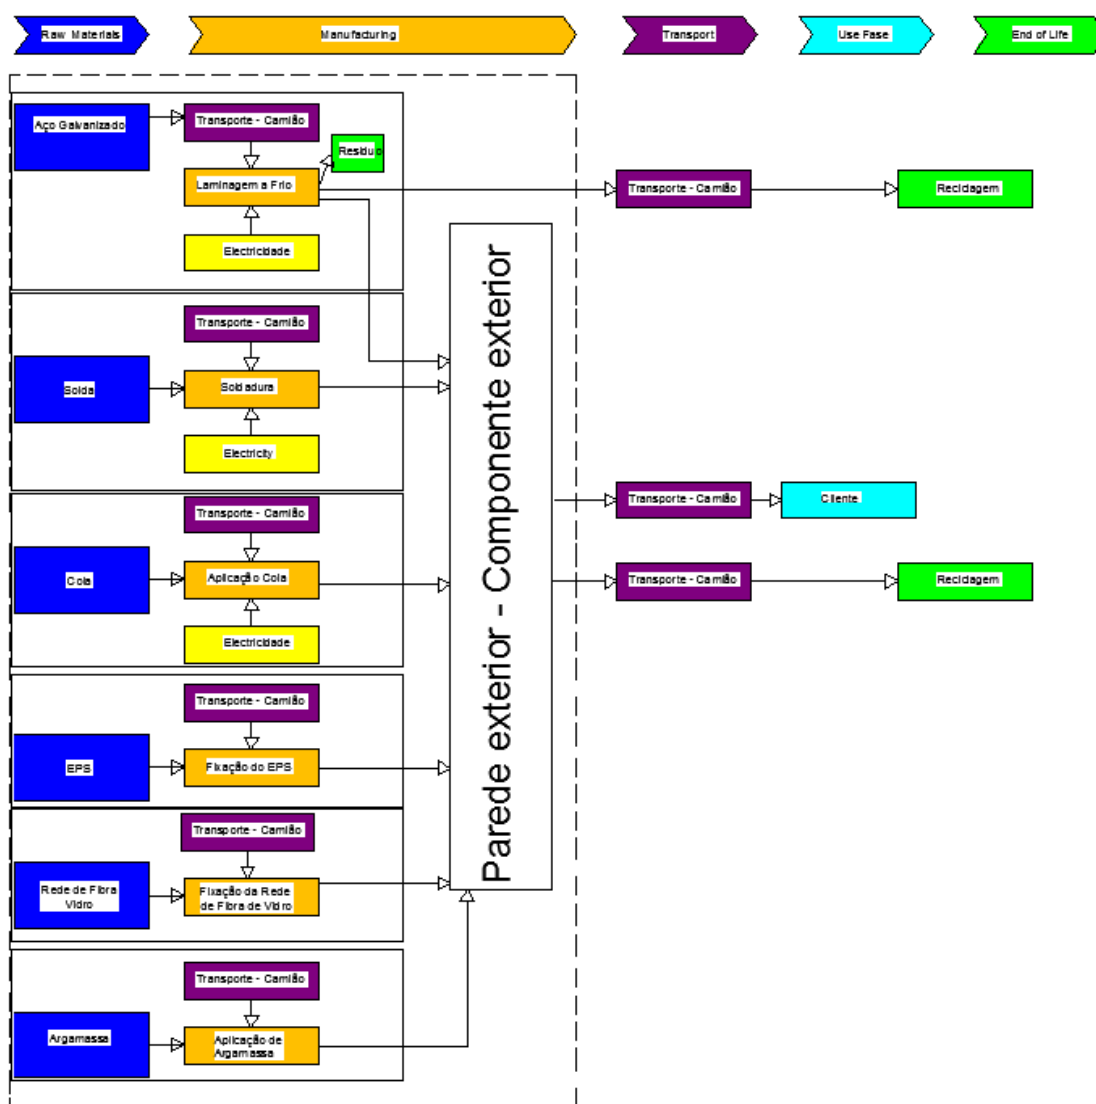 Raw Materials
Manufacturing
Transport
Use Fase
End of Life
Aço Galvanizado
Transporte - Camião
Resíduo
Laminagem a Frio
Electricidade
Transporte - Camião
Reciclagem
Transporte - Camião
Solda
Soldadura
Electricity
Parede exterior - Componente exterior
Transporte - Camião
Cliente
Transporte - Camião
Cola
Aplicação Cola
Electricidade
Transporte - Camião
Reciclagem
Transporte - Camião
EPS
Fixação do EPS
Transporte - Camião
Rede de Fibra
Vidro
Fixação da Rede
de Fibra de Vidro
Transporte - Camião
Argamassa
Aplicação de
Argamassa